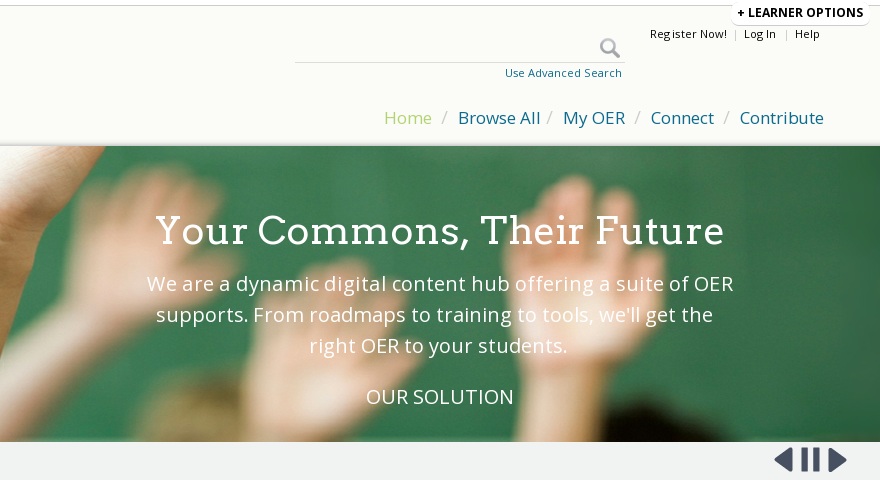 + LEARNER OPTIONS
Register Now! | Log In | Help
Use Advanced Search
Home / Browse All / My OER / Connect / Contribute
Your Commons, Their Future
We are a dynamic digital content hub offering a suite of OER
supports. From roadmaps to training to tools, we'll get the
right OER to your students.
OUR SOLUTION